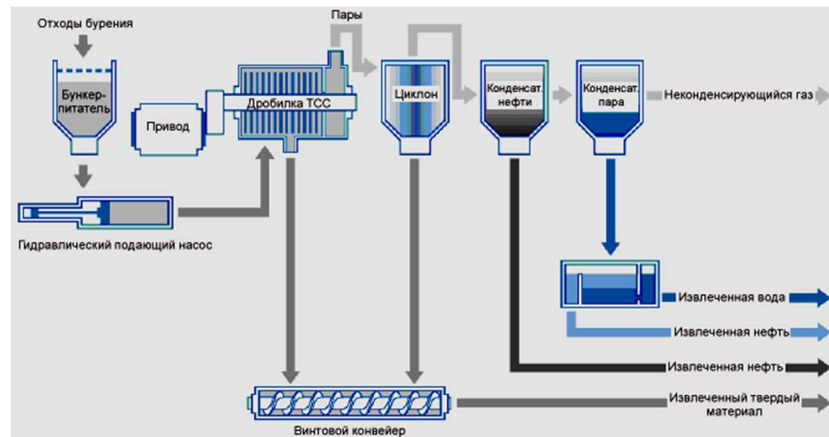 Отходы бурения
Бункер-
питатель
Привод
Гидравлический подающий насос
Пары
Дробилка ТСС
Циклон
Конденсат.
нефти
Конденсат.
пара
Неконденсирующийся газ
Извлеченная вода
Извлеченная нефть
Извлеченная нефть
Извлеченный твердый
материал
Винтовой конвейер